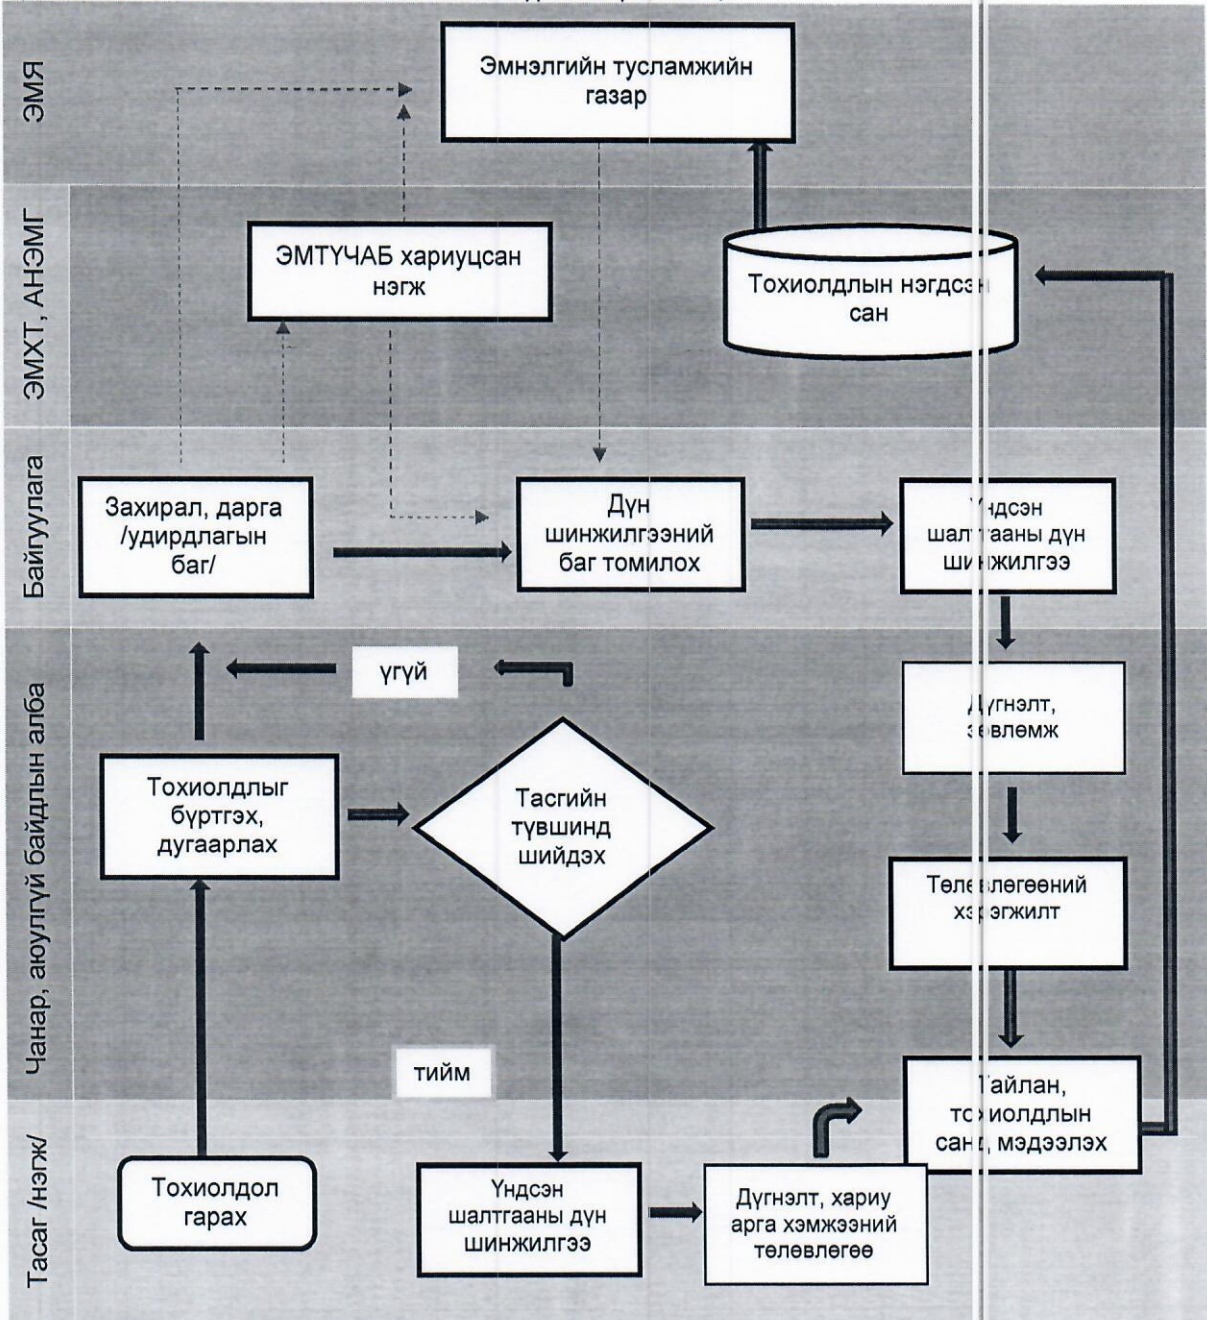 ЭМЯ
Эмнэлгийн тусламжийн
газар
ЭМХТ, АНЭМГ
ЭМТҮЧАБ хариуцсан
нэгж
Тохиолдлын нэгдсэн
сан
Байгуулага
Захирал, дарга
/удирдлагын
баг/
Дүн
шинжилгээний
баг томилох
Үндсэн
шалтгааны дүн
шинжилгээ
Чанар, аюулгүй байдлын алба
үгүй
Дүгнэлт,
зөвлөмж
Тохиолдлыг
бүртгэх,
дугаарлах
Тасгийн
түвшинд
шийдэх
Төлөвлөгөөний
хэрэгжилт
тийм
Тайлан,
тохиолдлын
санд мэдээлэх
Тасаг /нэгж/
Тохиолдол
гарах
Үндсэн
шалтгааны дүн
шинжилгээ
Дүгнэлт, хариу
арга хэмжээний
төлөвлөгөө